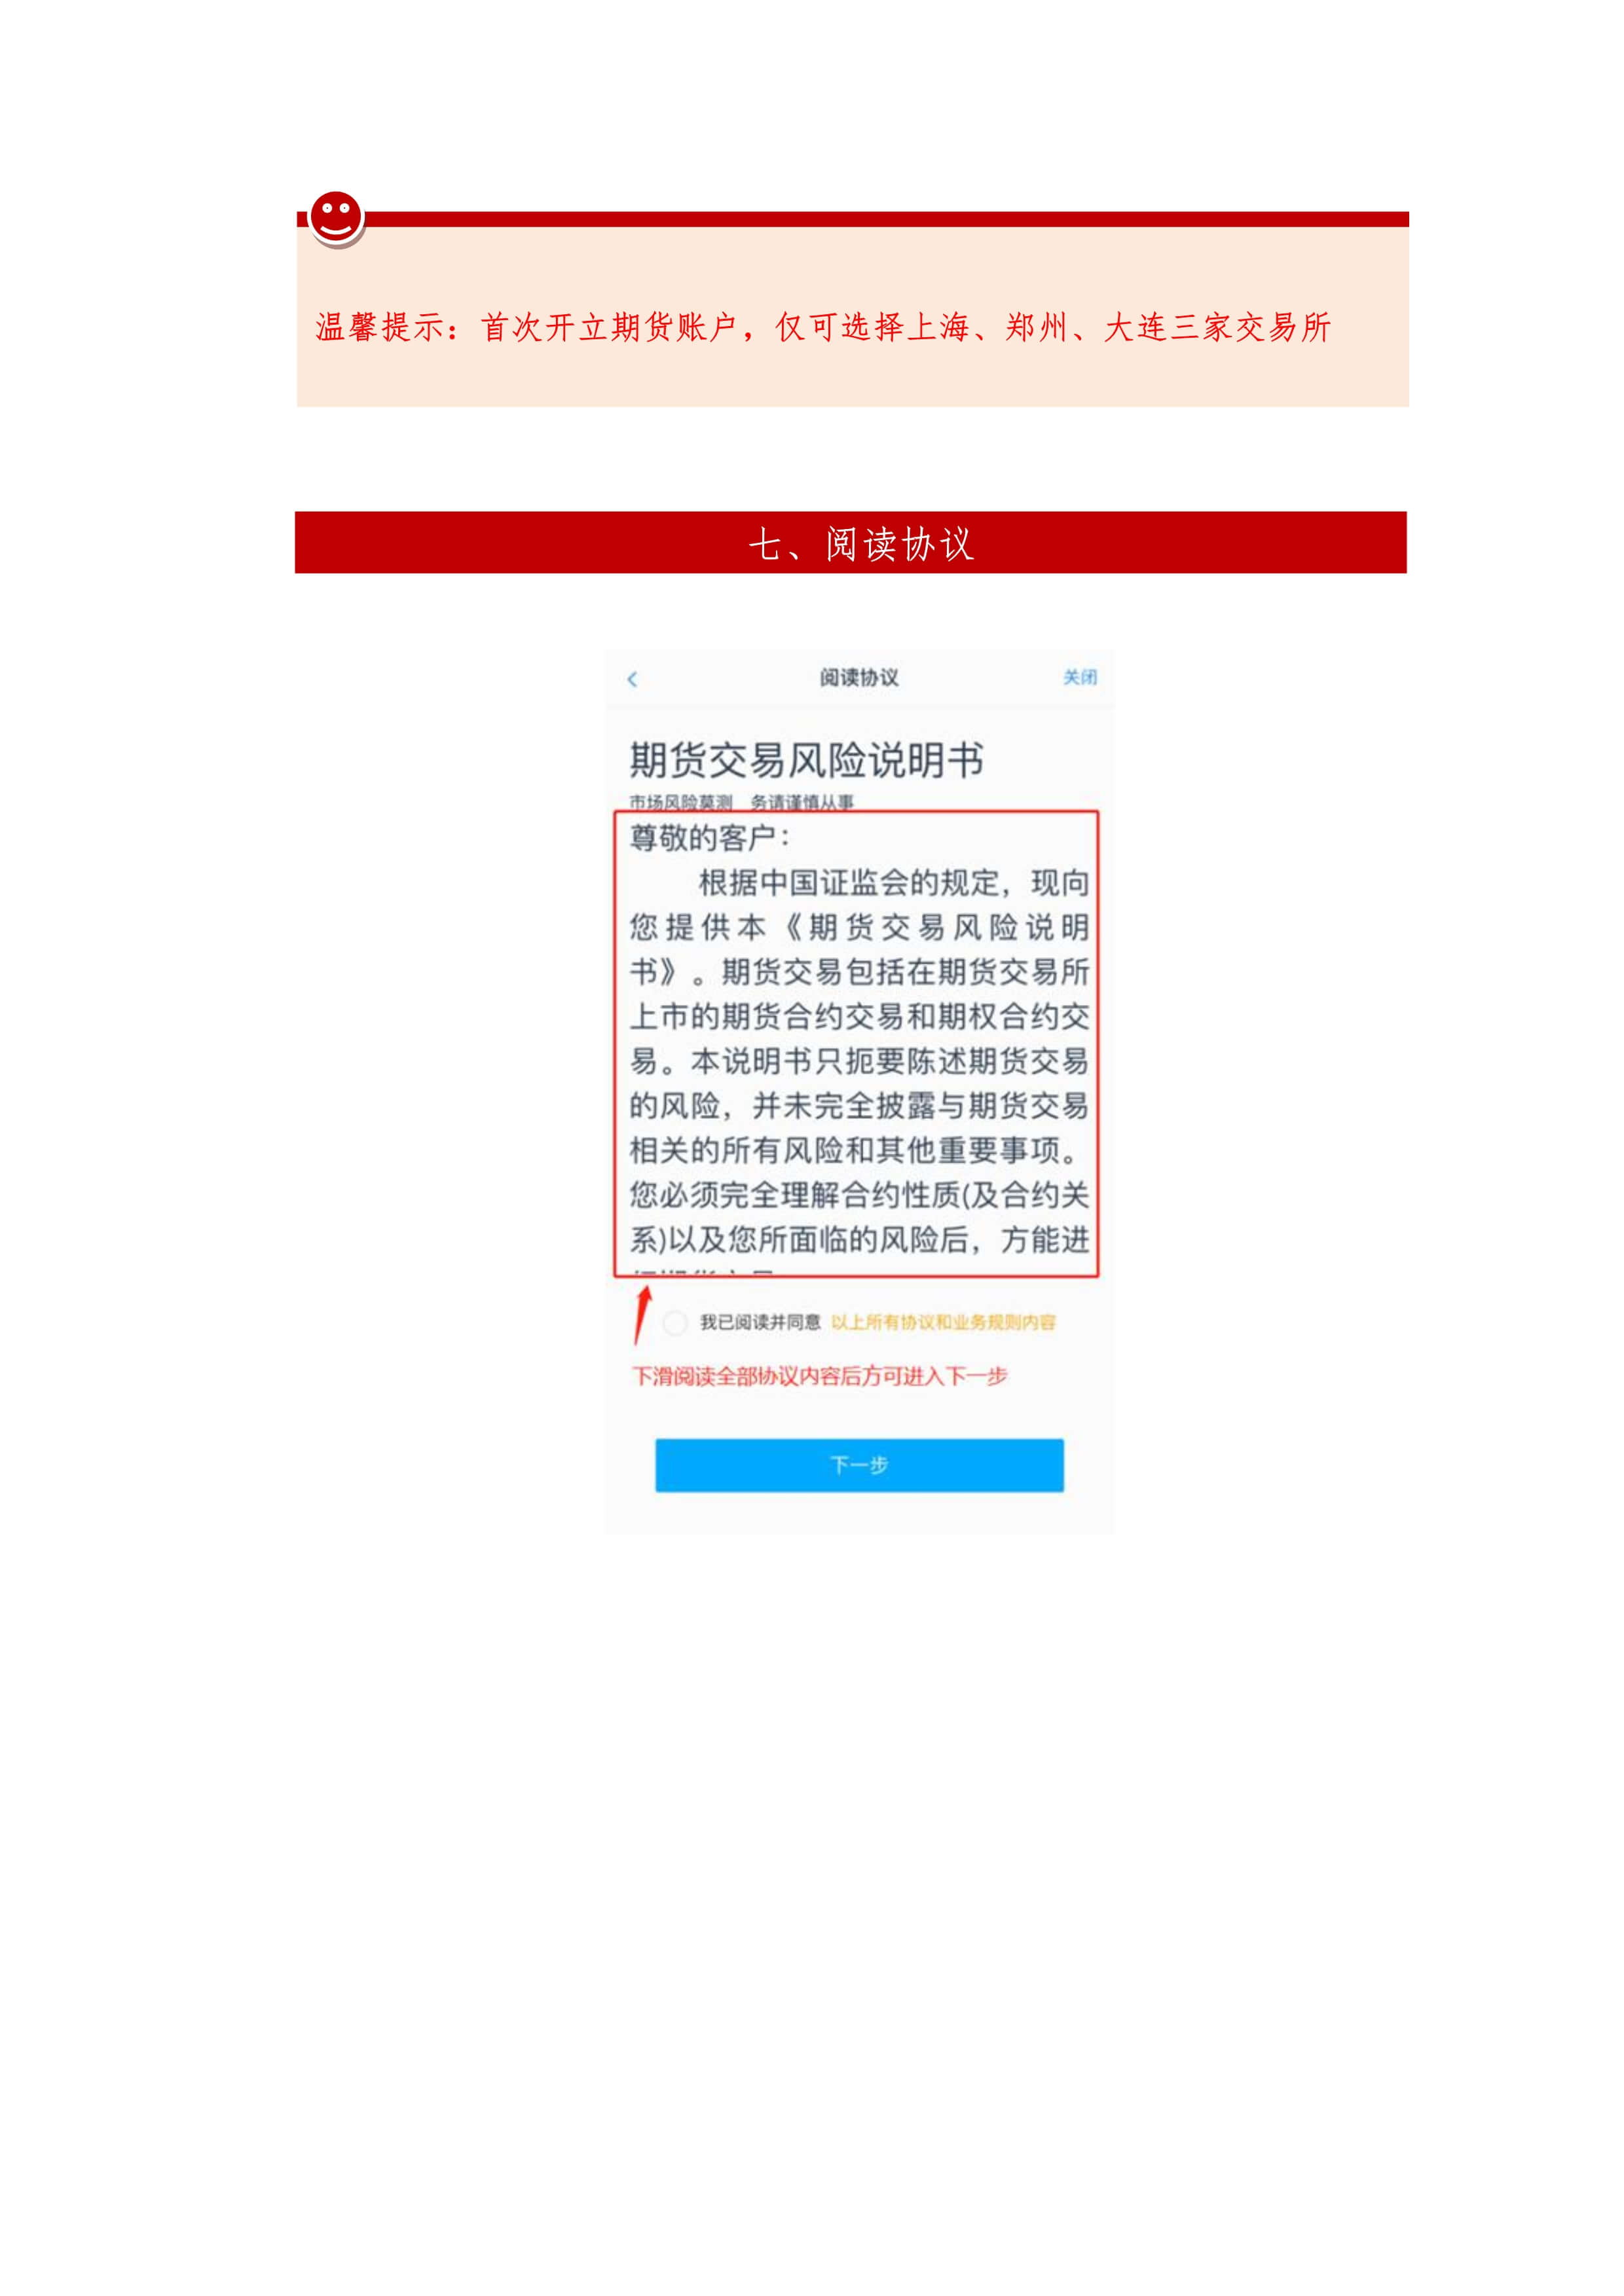 温馨提示：首次开立期货账户，仅可选择上海、郑州、大连三家交易所
七、阅读协议
阅读协议
关闭
期货交易风险说明书
市场风险莫测 务请谨慎从事
尊敬的客户：
根据中国证监会的规定，现向
您提供本《期货交易风险说明
书》。期货交易包括在期货交易所
上市的期货合约交易和期权合约交
易。本说明书只扼要陈述期货交易
的风险，并未完全披露与期货交易
相关的所有风险和其他重要事项。
您必须完全理解合约性质(及合约关
系)以及您所面临的风险后，方能进
我已阅读并同意 以上所有协议和业务规则内容
下滑阅读全部协议内容后方可进入下一步
下一步